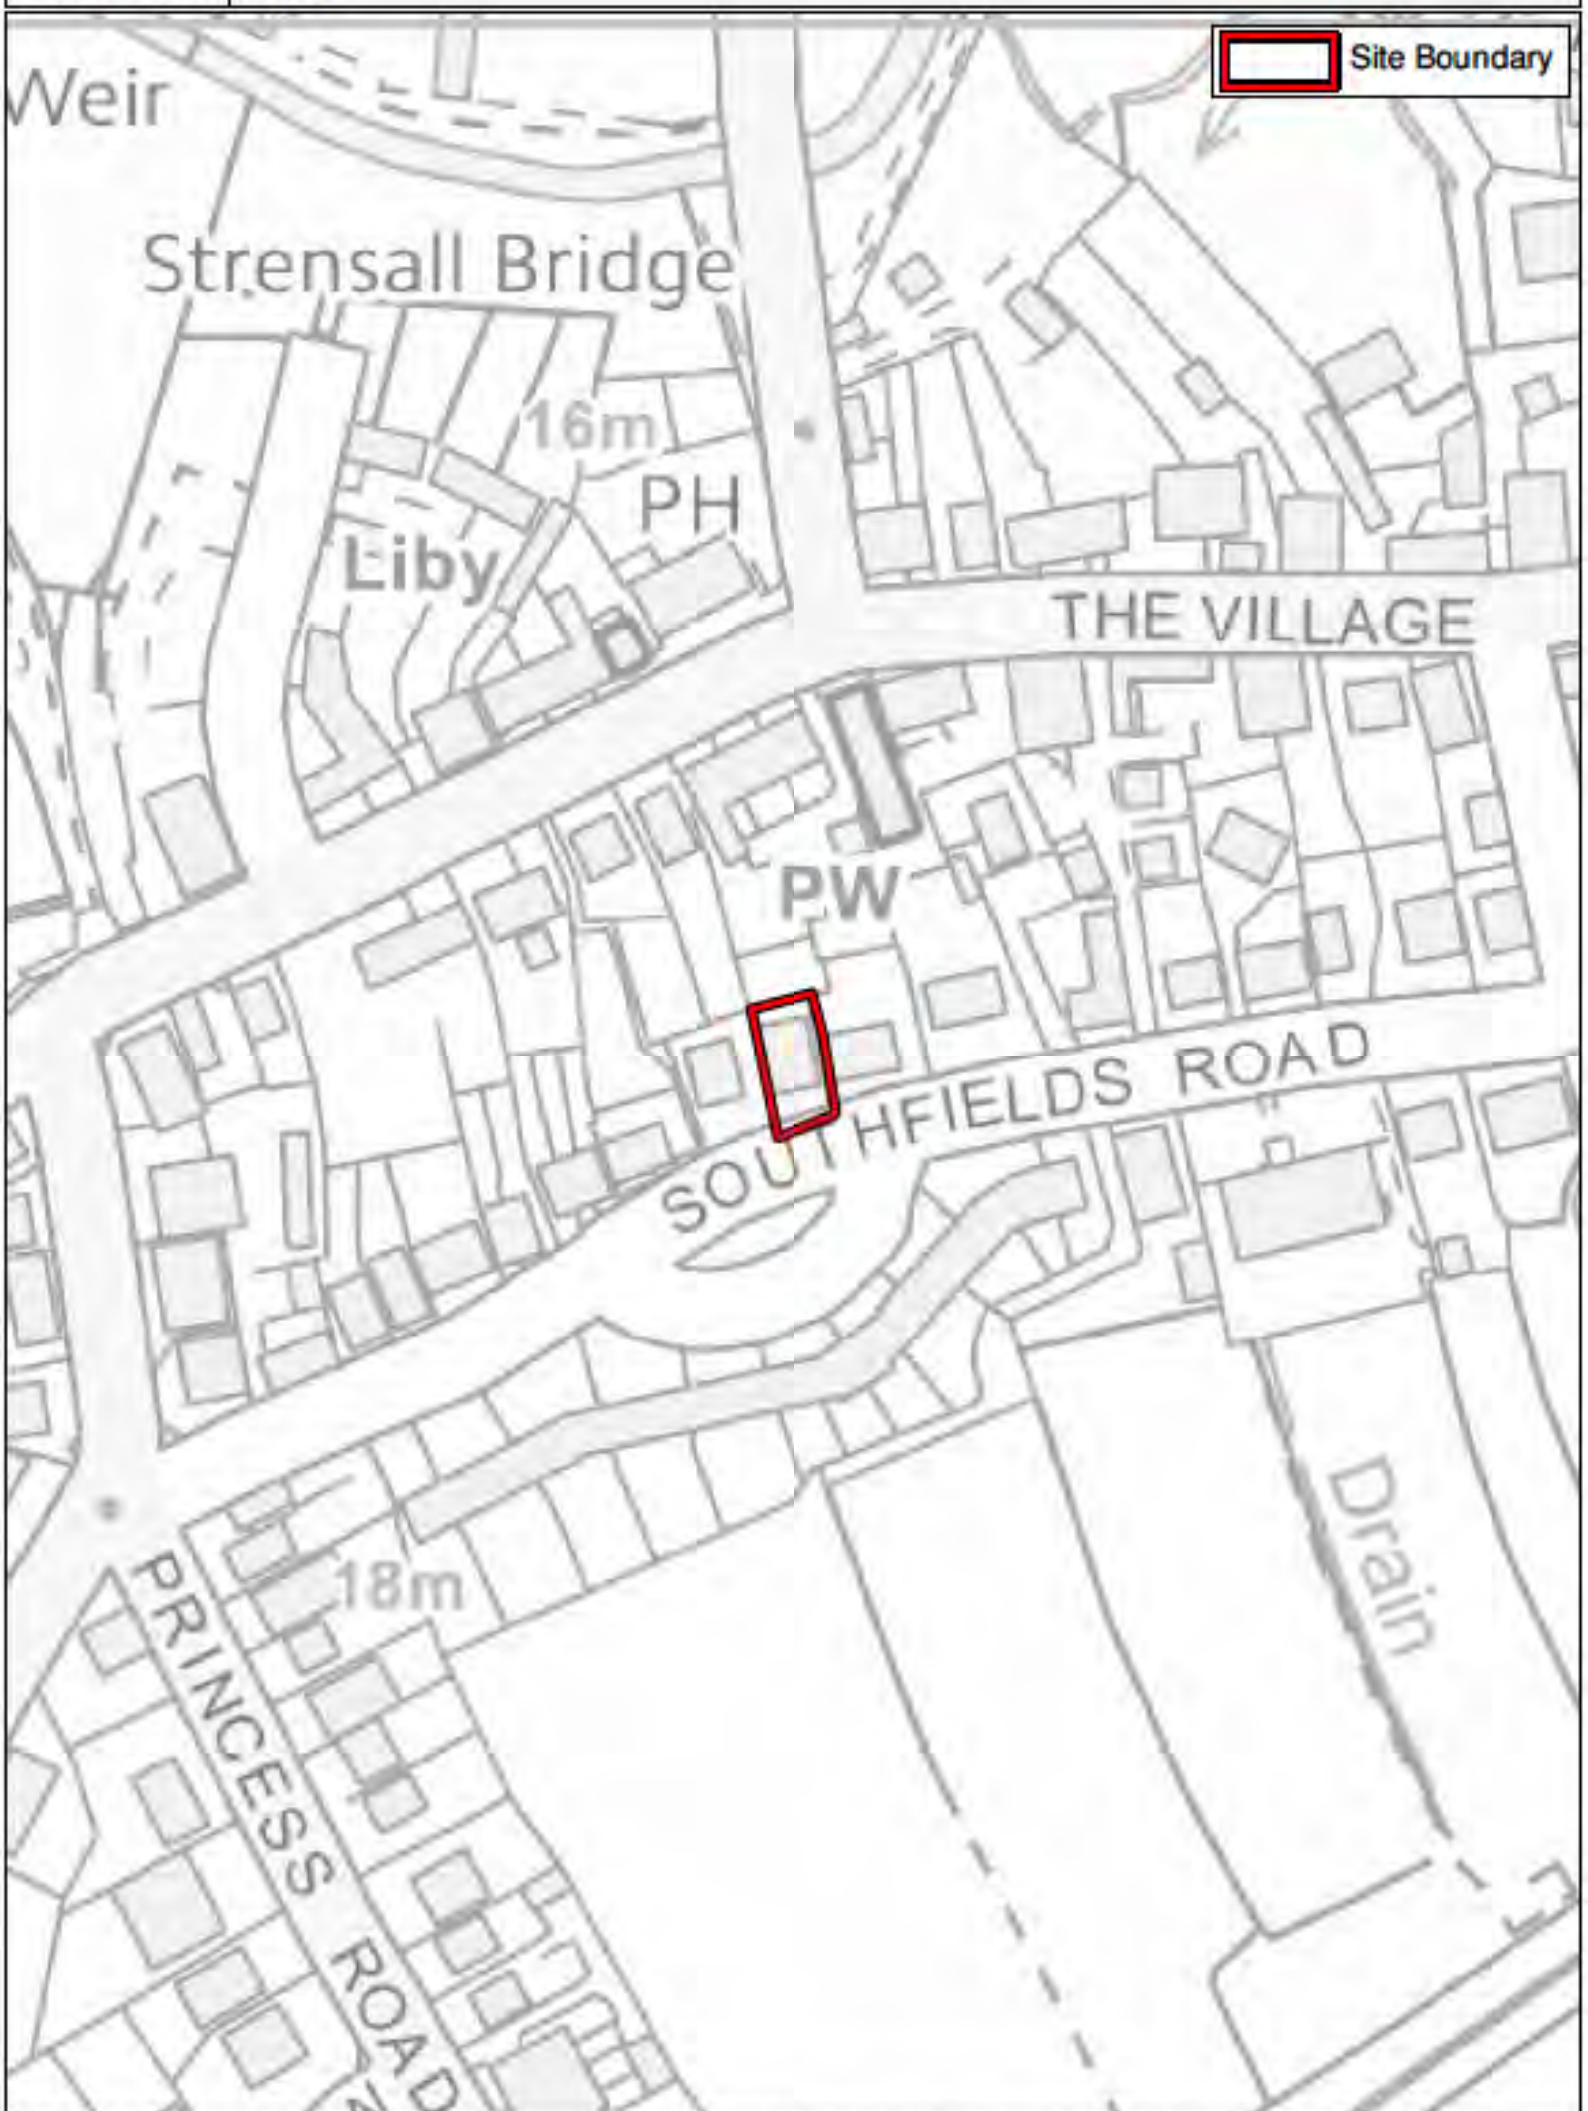 Site Boundary
Weir
Strensall Bridge
16m
PH
Liby
THE VILLAGE
PW
SOUTHFIELDS ROAD
Drain
18m
PRINCESS ROAD